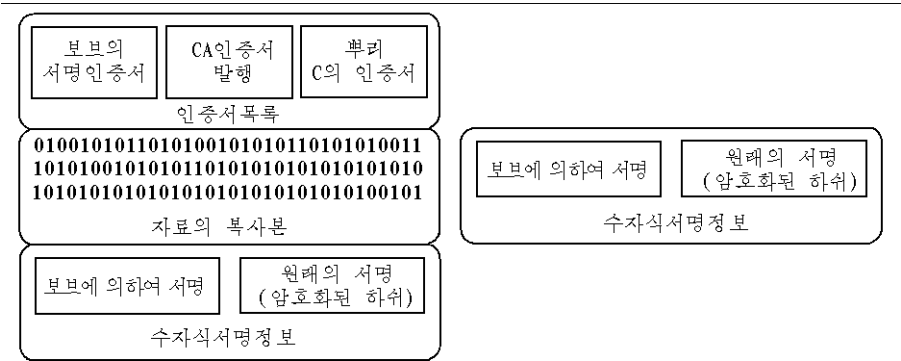 보브의
서명인증서
CA인증서
발행
뿌리
C의 인증서
인증서목록
010010101101010010101011010101 0011
1010100101010110101010101010101010
1010101010101010101010101010100101
자료의 복사본
보브에 의하여 서명
원래의 서명
(암호화된 하쉬)
수자식서명정보
보브에 의하여 서명
원래의 서명
(암호화된 하쉬)
수자식서명정보